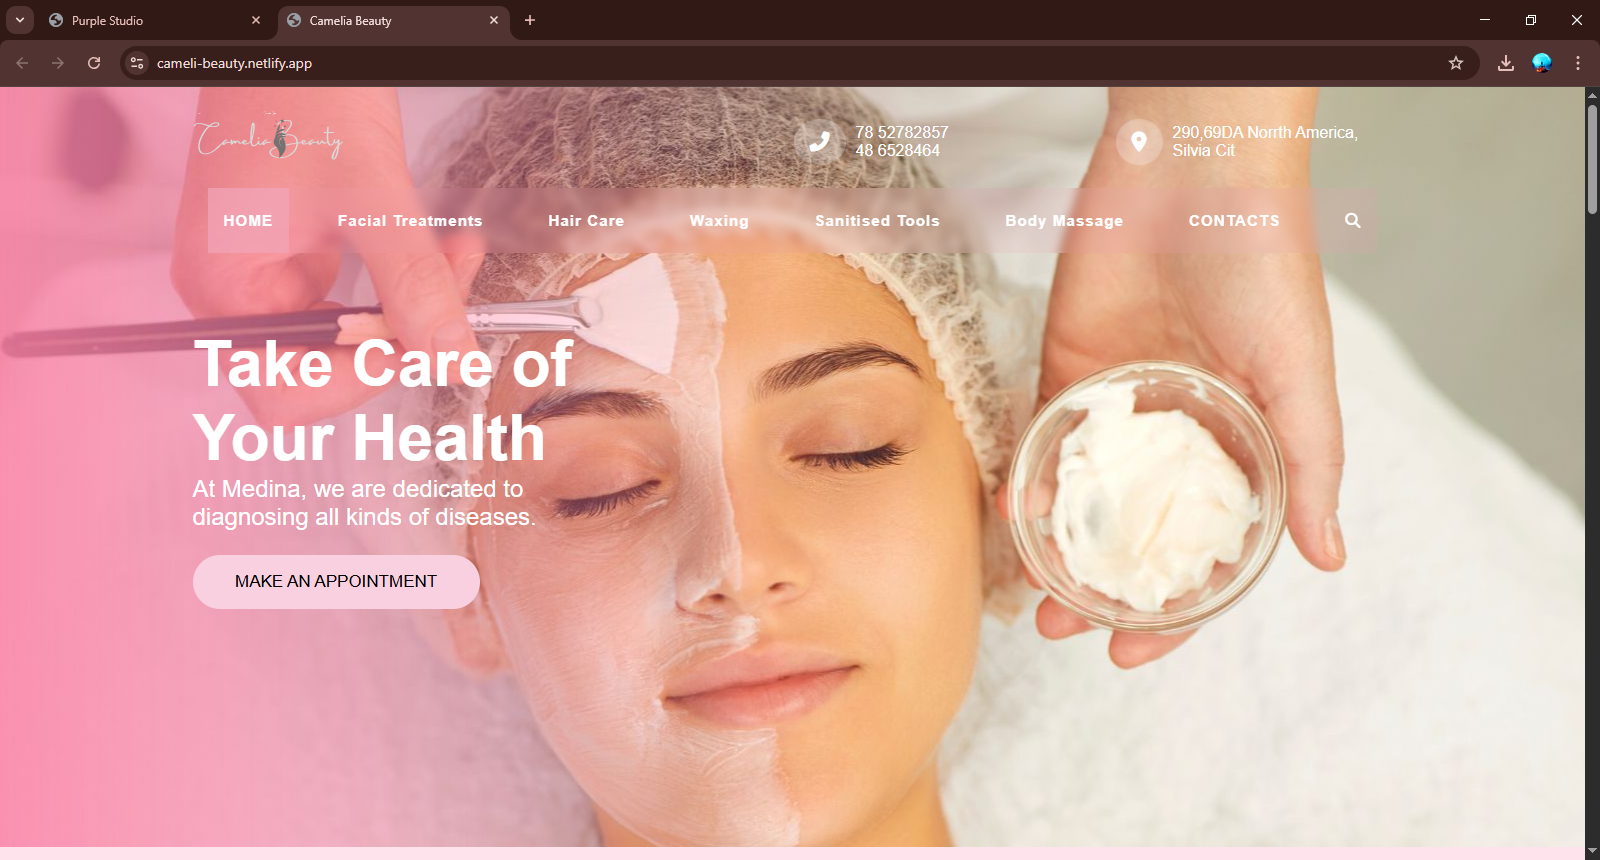 Purple Studio
Camelia Beauty
cameli-beauty.netlify.app
Camelia Beauty
78 52782857
48 6528464
290,69DA Norrth America,
Silvia Cit
HOME Facial Treatments Hair Care Waxing Sanitised Tools Body Massage CONTACTS
Take Care of
Your Health
At Medina, we are dedicated to
diagnosing all kinds of diseases.
MAKE AN APPOINTMENT